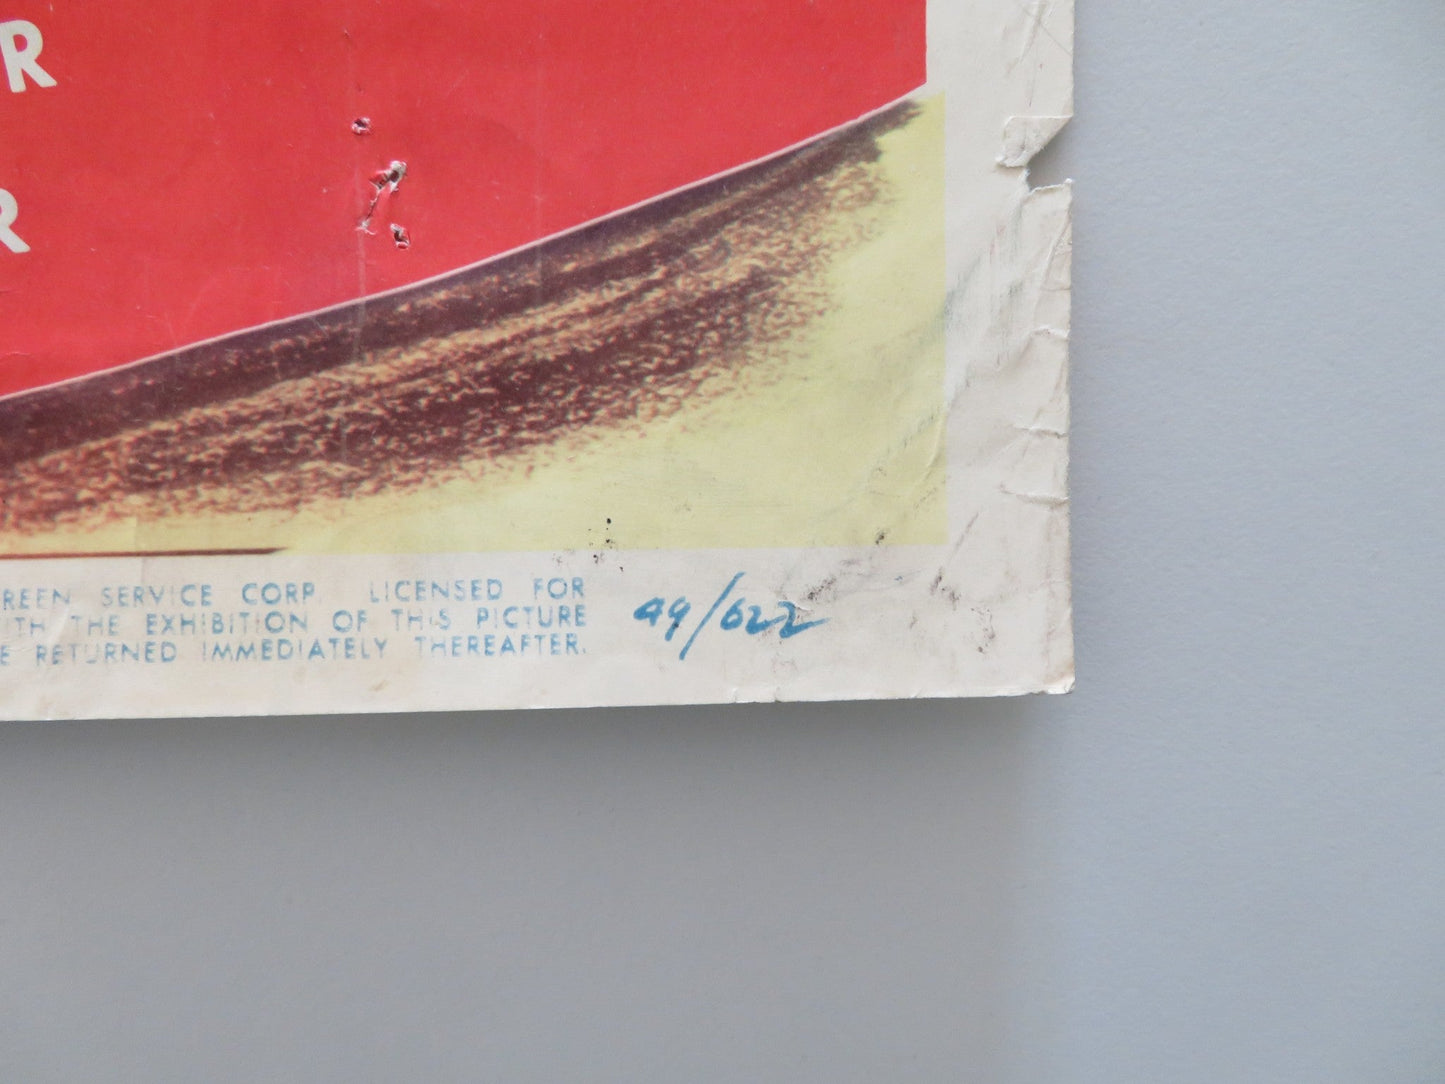 R
R
REEN SERVICE CORP. LICENSED FOR
ITH THE EXHIBITION OF THIS PICTURE
E RETURNED IMMEDIATELY THEREAFTER.
49/622